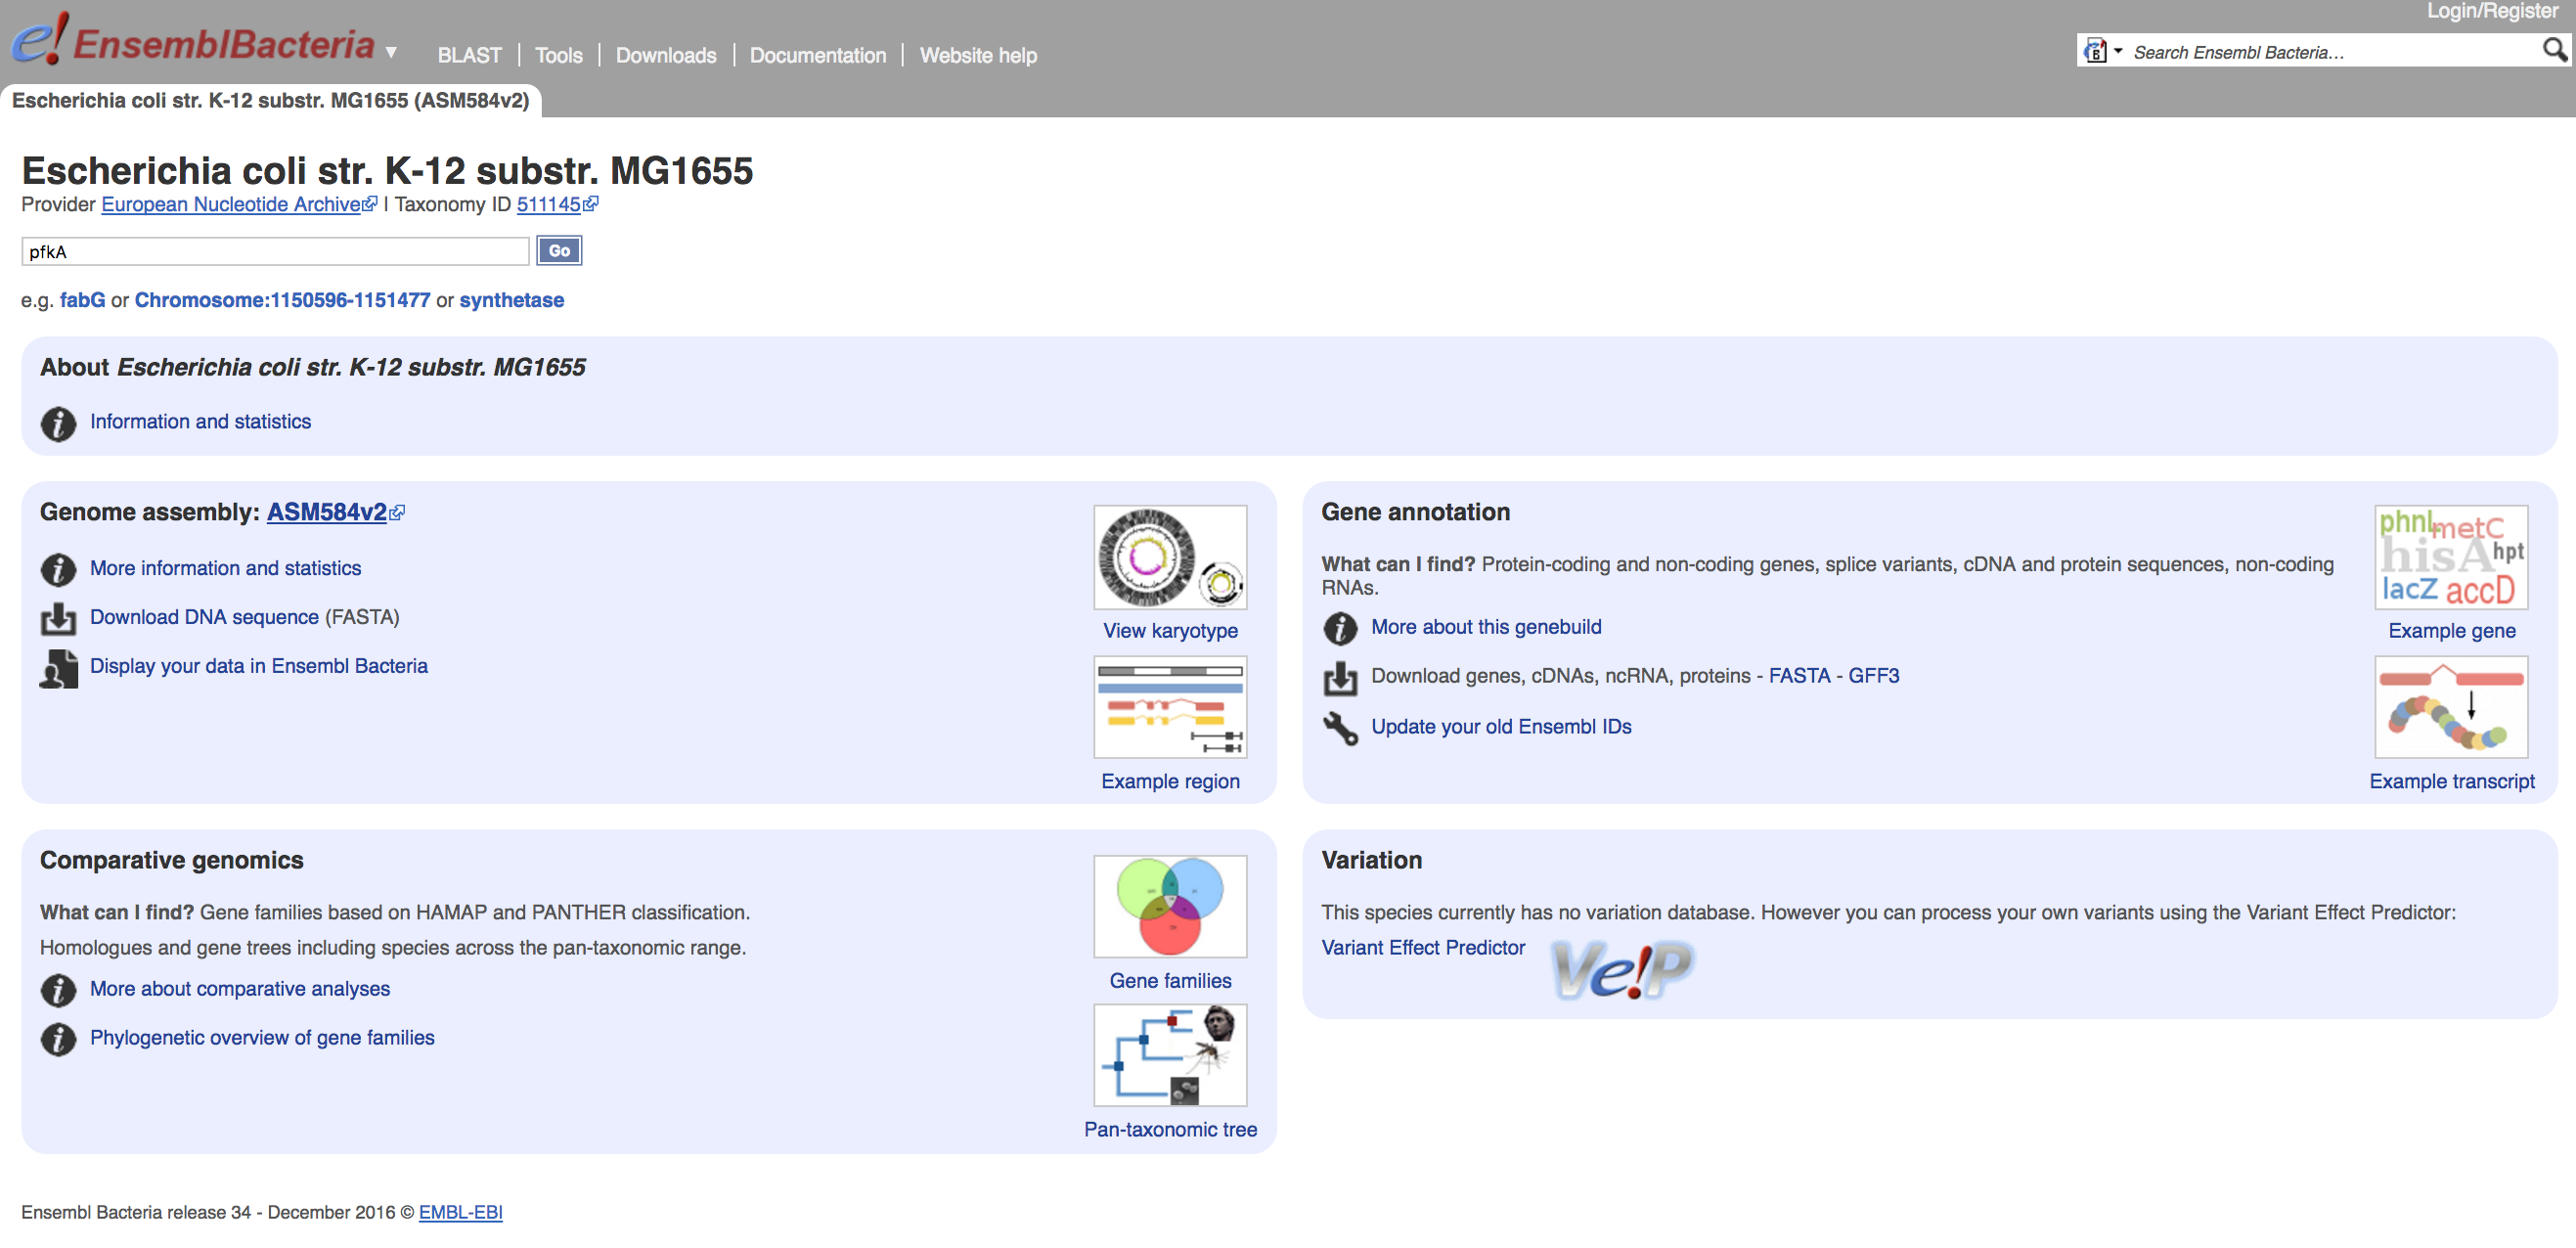 Login/Register
e! EnsemblBacteria ▼ BLAST | Tools | Downloads | Documentation | Website help
Search Ensembl Bacteria...
Escherichia coli str. K-12 substr. MG1655 (ASM584v2)
Escherichia coli str. K-12 substr. MG1655
Provider European Nucleotide Archive | Taxonomy ID 511145
pfkA Go
e.g. fabG or Chromosome:1150596-1151477 or synthetase
About Escherichia coli str. K-12 substr. MG1655
Information and statistics
Genome assembly: ASM584v2
More information and statistics
Download DNA sequence (FASTA)
Display your data in Ensembl Bacteria
View karyotype
Example region
Gene annotation
What can I find? Protein-coding and non-coding genes, splice variants, cDNA and protein sequences, non-coding
RNAs.
More about this genebuild
Download genes, cDNAs, ncRNA, proteins - FASTA - GFF3
Update your old Ensembl IDs
phnL metC
hisA hpt
lacZ accD
Example gene
Example transcript
Comparative genomics
What can I find? Gene families based on HAMAP and PANTHER classification.
Homologues and gene trees including species across the pan-taxonomic range.
More about comparative analyses
Phylogenetic overview of gene families
Gene families
Pan-taxonomic tree
Variation
This species currently has no variation database. However you can process your own variants using the Variant Effect Predictor:
Variant Effect Predictor Ve!P
Ensembl Bacteria release 34 - December 2016 © EMBL-EBI